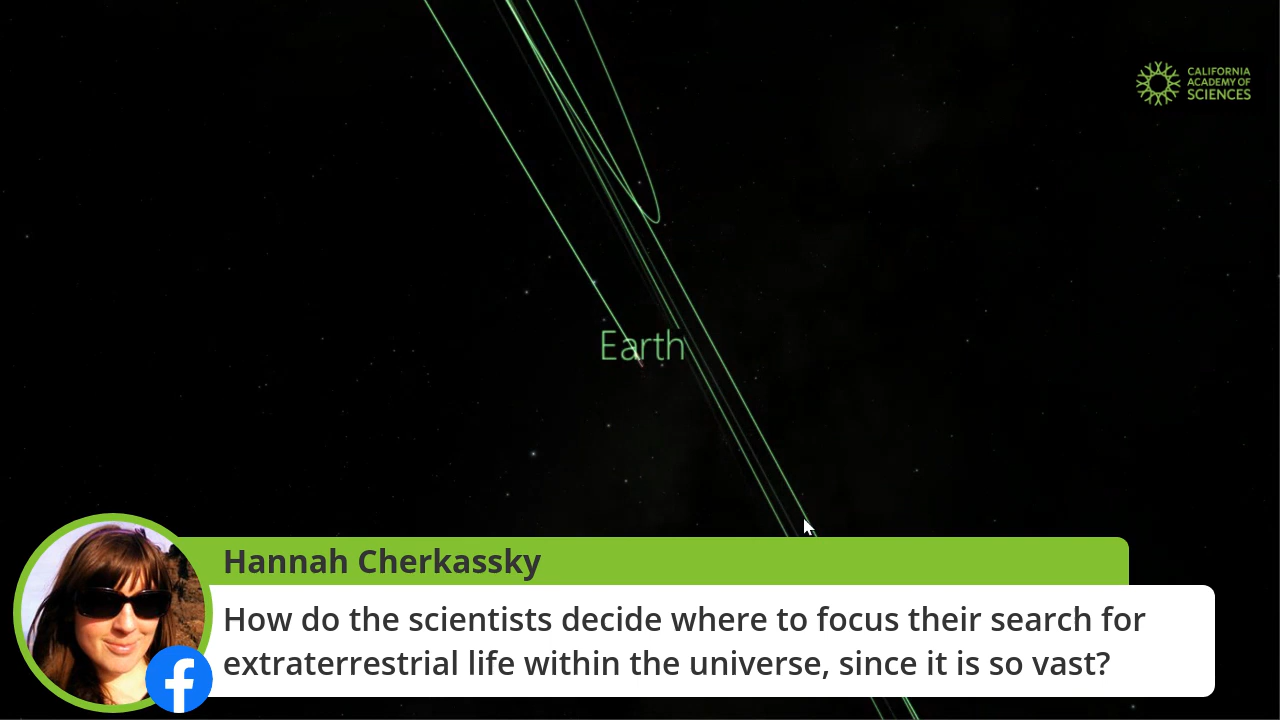 CALIFORNIA
ACADEMY OF
SCIENCES
Earth
Hannah Cherkassky
How do the scientists decide where to focus their search for
extraterrestrial life within the universe, since it is so vast?